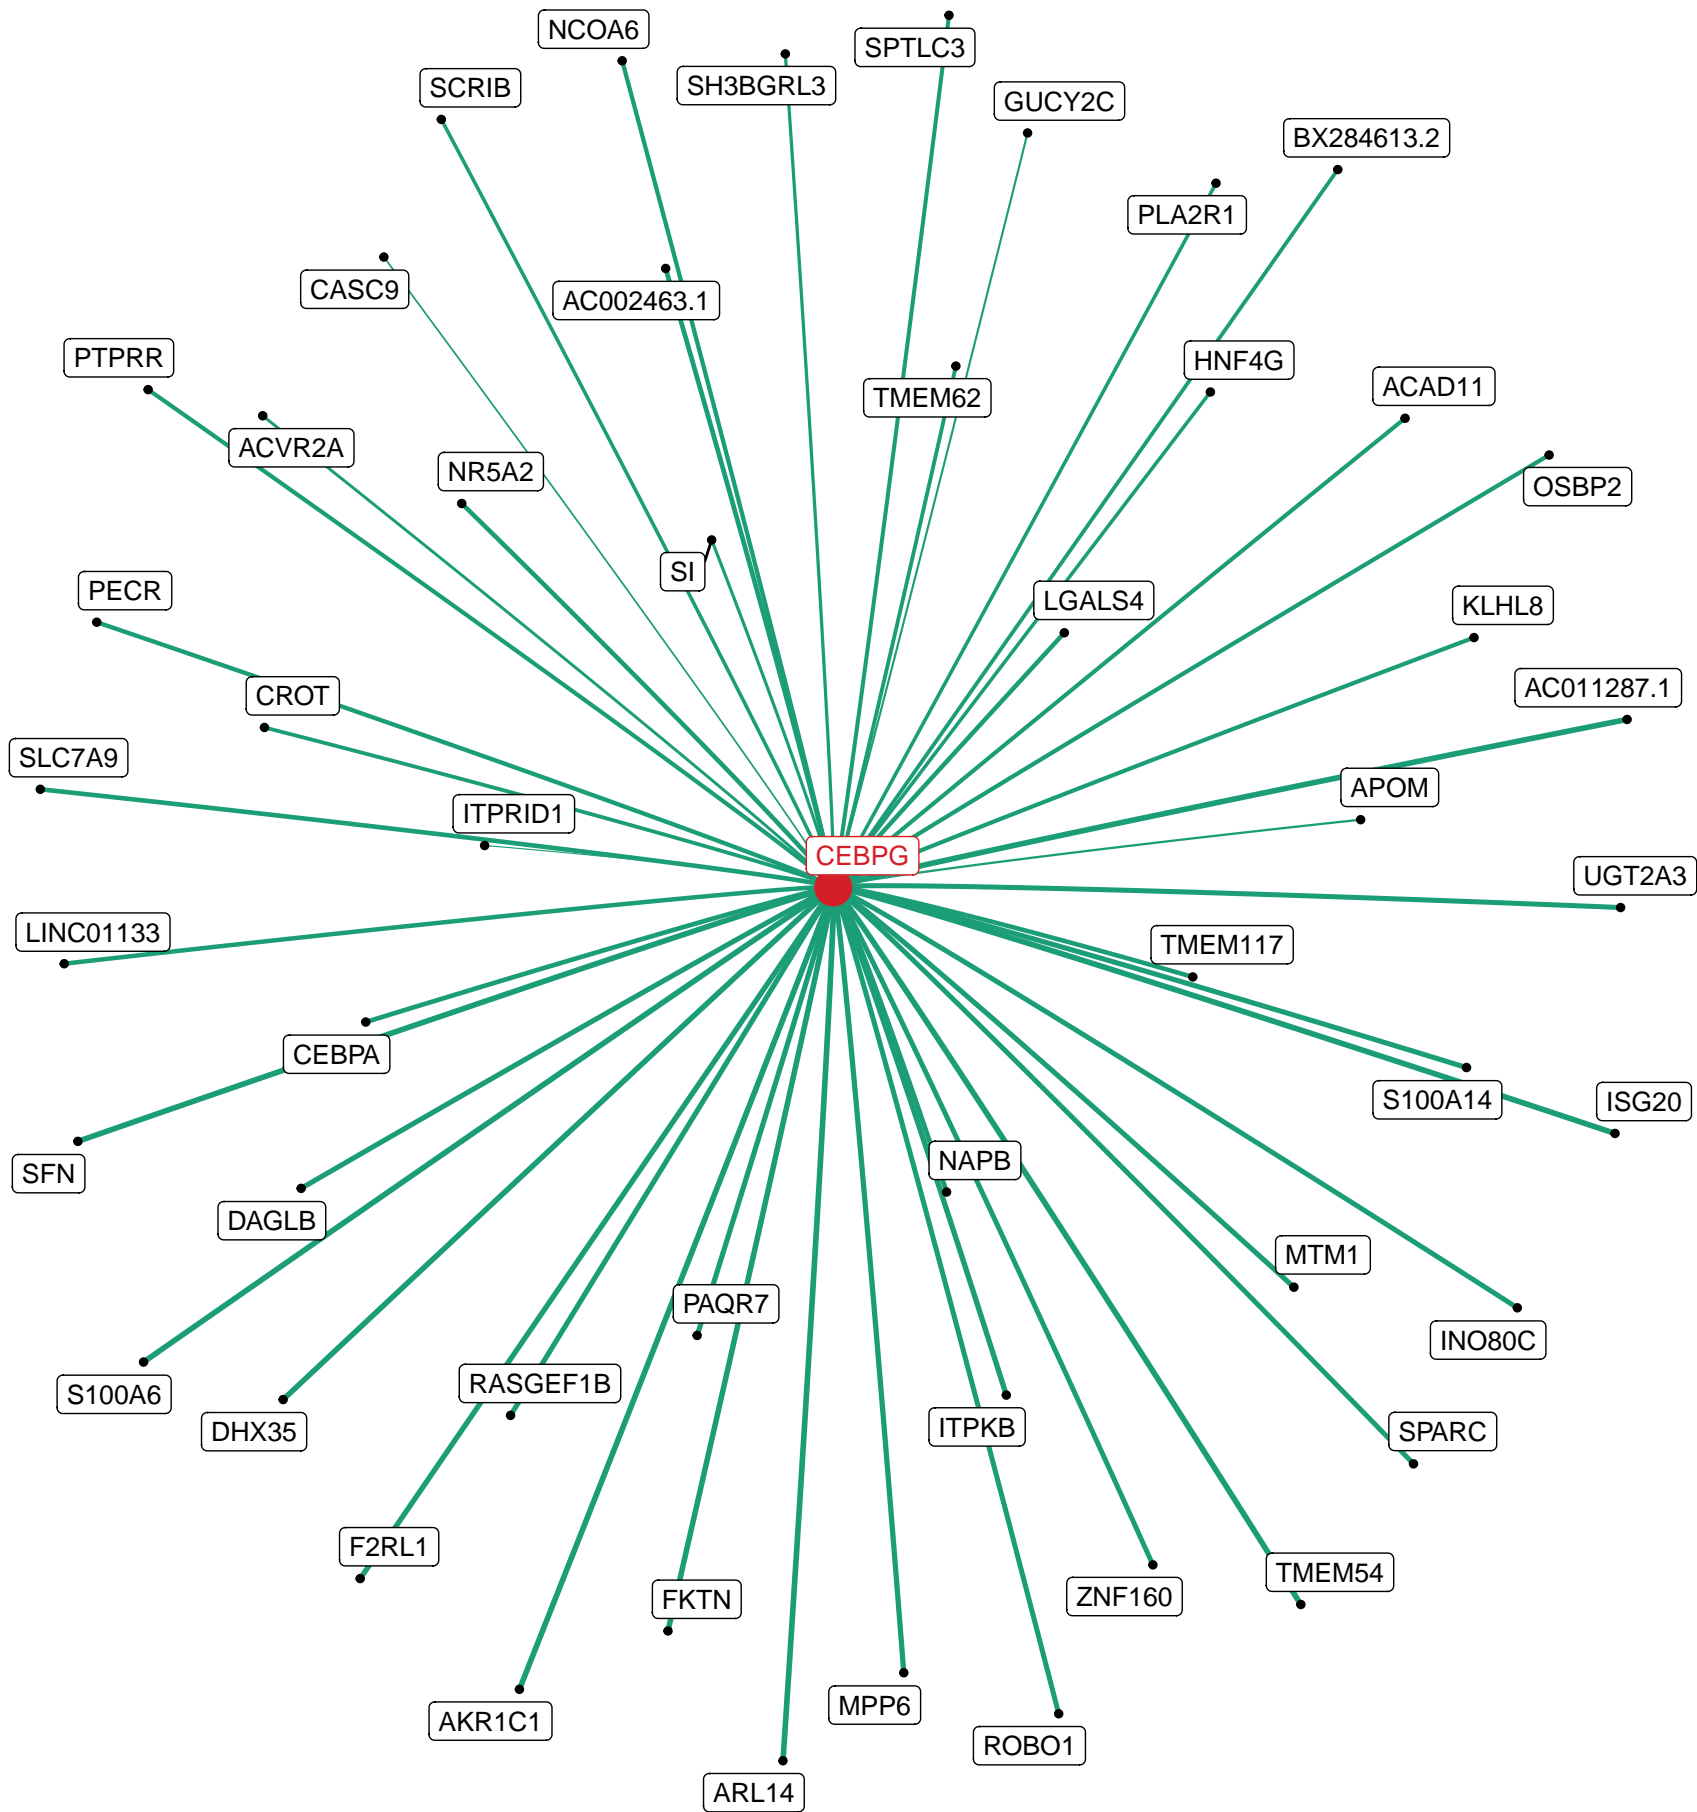 NCOA6
SPTLC3
SCRIB
SH3BGRL3
GUCY2C
BX284613.2
PLA2R1
CASC9
AC002463.1
PTPRR
HNF4G
ACAD11
TMEM62
ACVR2A
NR5A2
OSBP2
SI
PECR
LGALS4
KLHL8
CROT
AC011287.1
SLC7A9
APOM
ITPRID1
CEBPG
UGT2A3
LINC01133
TMEM117
CEBPA
S100A14
ISG20
SFN
NAPB
DAGLB
MTM1
PAQR7
INO80C
RASGEF1B
S100A6
DHX35
ITPKB
SPARC
F2RL1
TMEM54
FKTN
ZNF160
MPP6
AKR1C1
ROBO1
ARL14